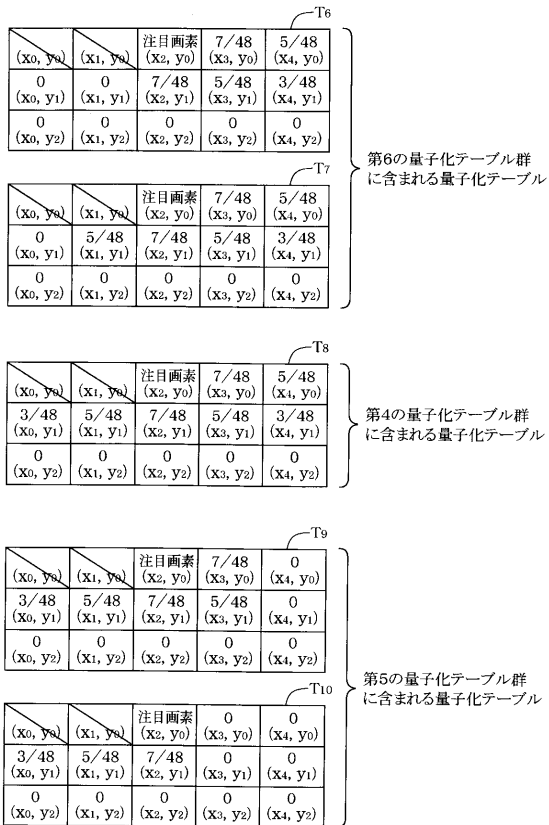 T6
注目画素 7/48 5/48
(x0, y0) (x1, y0) (x2, y0) (x3, y0) (x4, y0)
0 0 7/48 5/48 3/48
(x0, y1) (x1, y1) (x2, y1) (x3, y1) (x4, y1)
0 0 0 0 0
(x0, y2) (x1, y2) (x2, y2) (x3, y2) (x4, y2)
第6の量子化テーブル群
に含まれる量子化テーブル
T7
注目画素 7/48 5/48
(x0, y0) (x1, y0) (x2, y0) (x3, y0) (x4, y0)
0 5/48 7/48 5/48 3/48
(x0, y1) (x1, y1) (x2, y1) (x3, y1) (x4, y1)
0 0 0 0 0
(x0, y2) (x1, y2) (x2, y2) (x3, y2) (x4, y2)
T8
注目画素 7/48 5/48
(x0, y0) (x1, y0) (x2, y0) (x3, y0) (x4, y0)
3/48 5/48 7/48 5/48 3/48
(x0, y1) (x1, y1) (x2, y1) (x3, y1) (x4, y1)
0 0 0 0 0
(x0, y2) (x1, y2) (x2, y2) (x3, y2) (x4, y2)
第4の量子化テーブル群
に含まれる量子化テーブル
T9
注目画素 7/48 0
(x0, y0) (x1, y0) (x2, y0) (x3, y0) (x4, y0)
3/48 5/48 7/48 5/48 0
(x0, y1) (x1, y1) (x2, y1) (x3, y1) (x4, y1)
0 0 0 0 0
(x0, y2) (x1, y2) (x2, y2) (x3, y2) (x4, y2)
第5の量子化テーブル群
に含まれる量子化テーブル
T10
注目画素 0 0
(x0, y0) (x1, y0) (x2, y0) (x3, y0) (x4, y0)
3/48 5/48 7/48 0 0
(x0, y1) (x1, y1) (x2, y1) (x3, y1) (x4, y1)
0 0 0 0 0
(x0, y2) (x1, y2) (x2, y2) (x3, y2) (x4, y2)